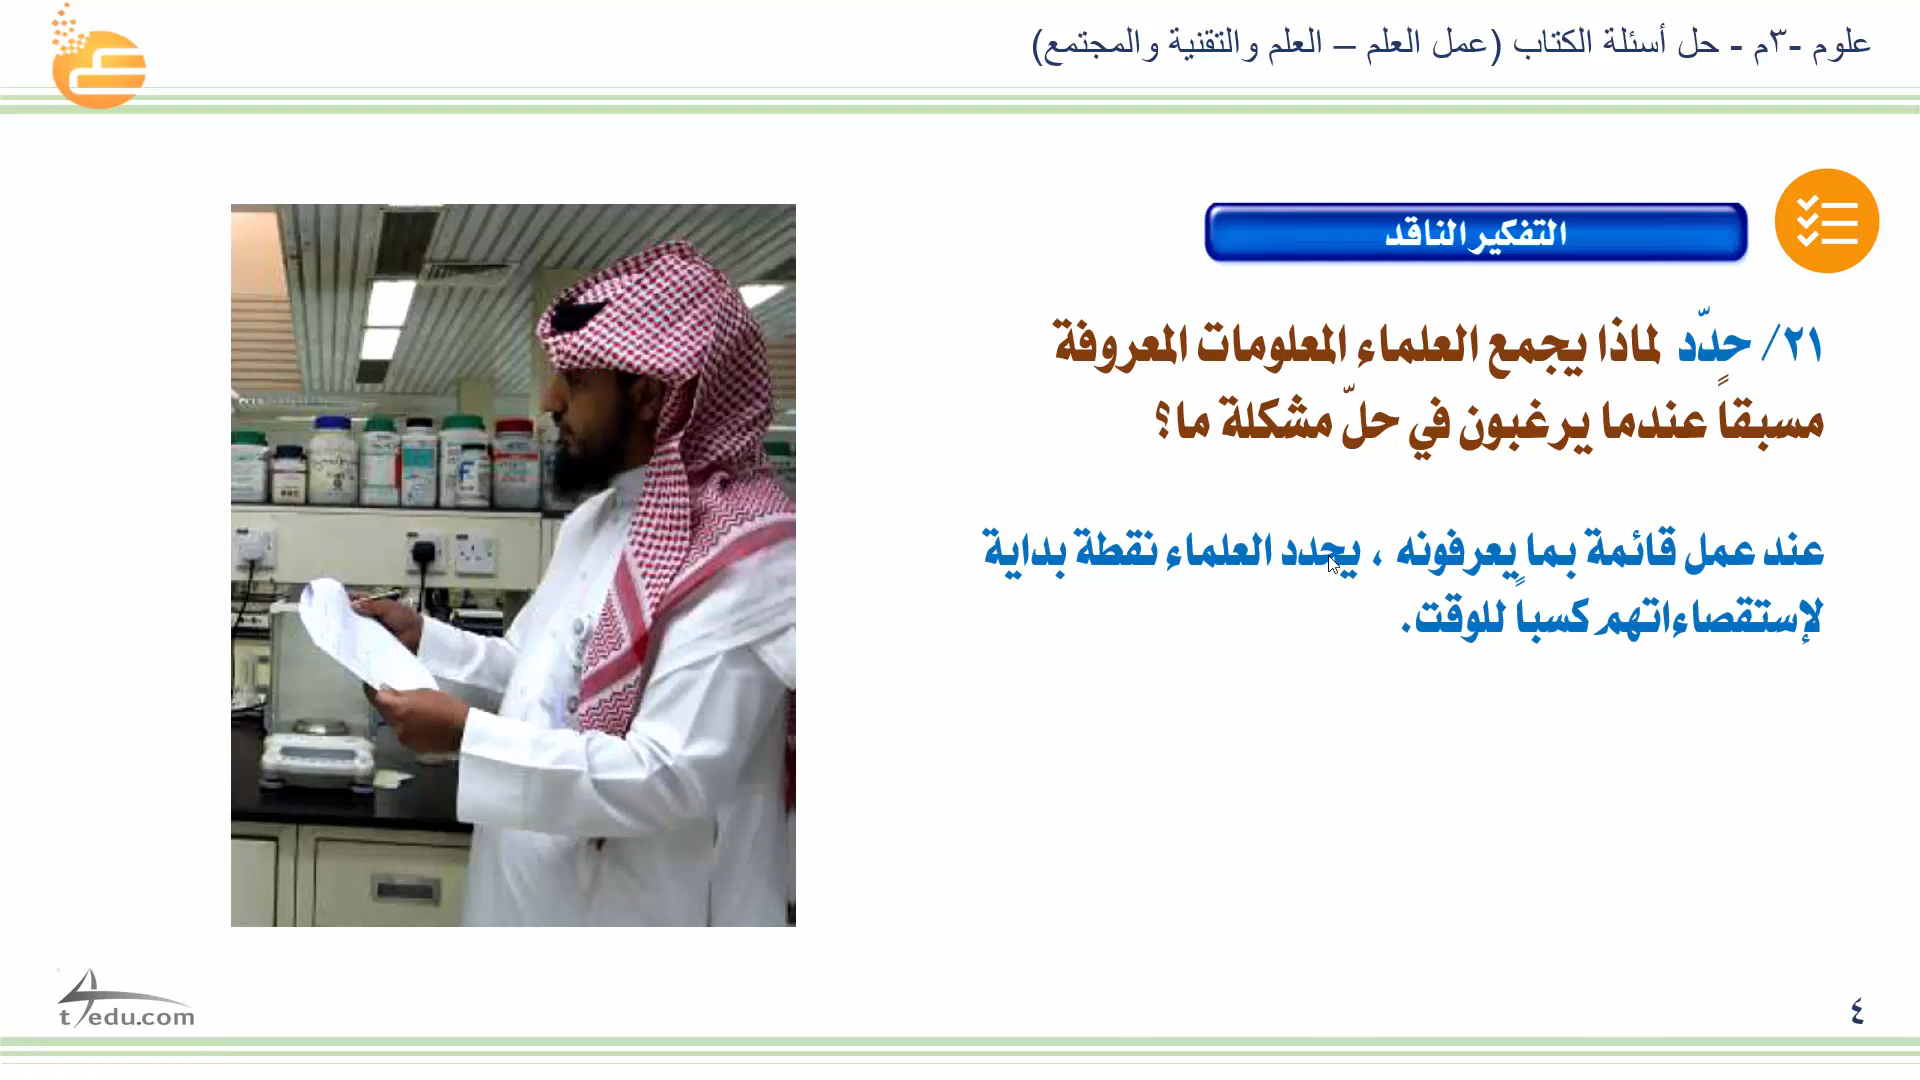 علوم -٣م - حل أسئلة الكتاب (عمل العلم – العلم والتقنية والمجتمع)
التفكير الناقد
٢١/ حدّد لماذا يجمع العلماء المعلومات المعروفة
مسبقاً عندما يرغبون في حلّ مشكلة ما؟
عند عمل قائمة بما يعرفونه ، يحدد العلماء نقطة بداية
لإستقصاءاتهم كسباً للوقت.
F
t4edu.com
٤